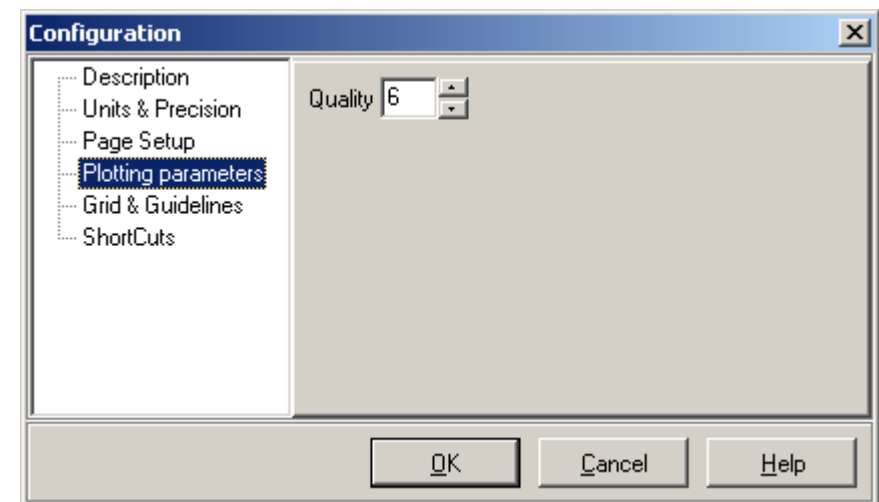 Configuration
Description
Units & Precision
Page Setup
Plotting parameters
Grid & Guidelines
ShortCuts
Quality 6
OK Cancel Help